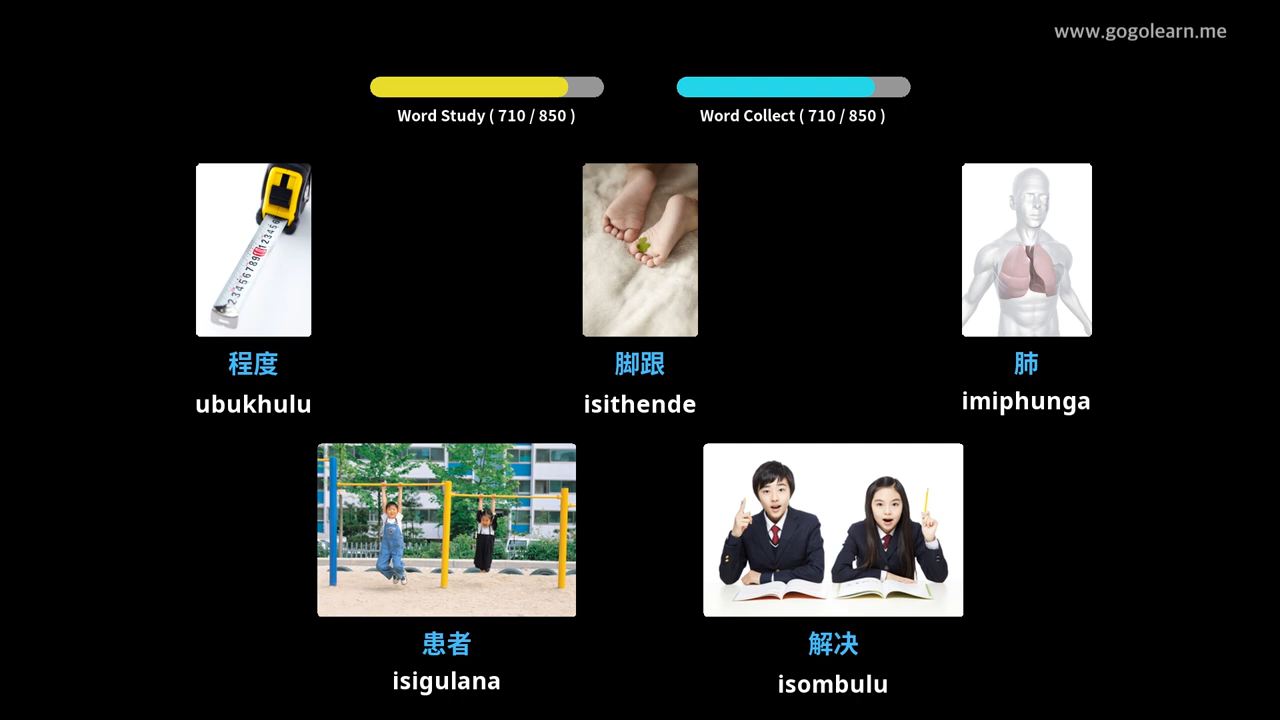 www.gogolearn.me
Word Study ( 710 / 850 )
Word Collect ( 710 / 850 )
程度
ubukhulu
脚跟
isithende
肺
imiphunga
患者
isigulana
解决
isombulu